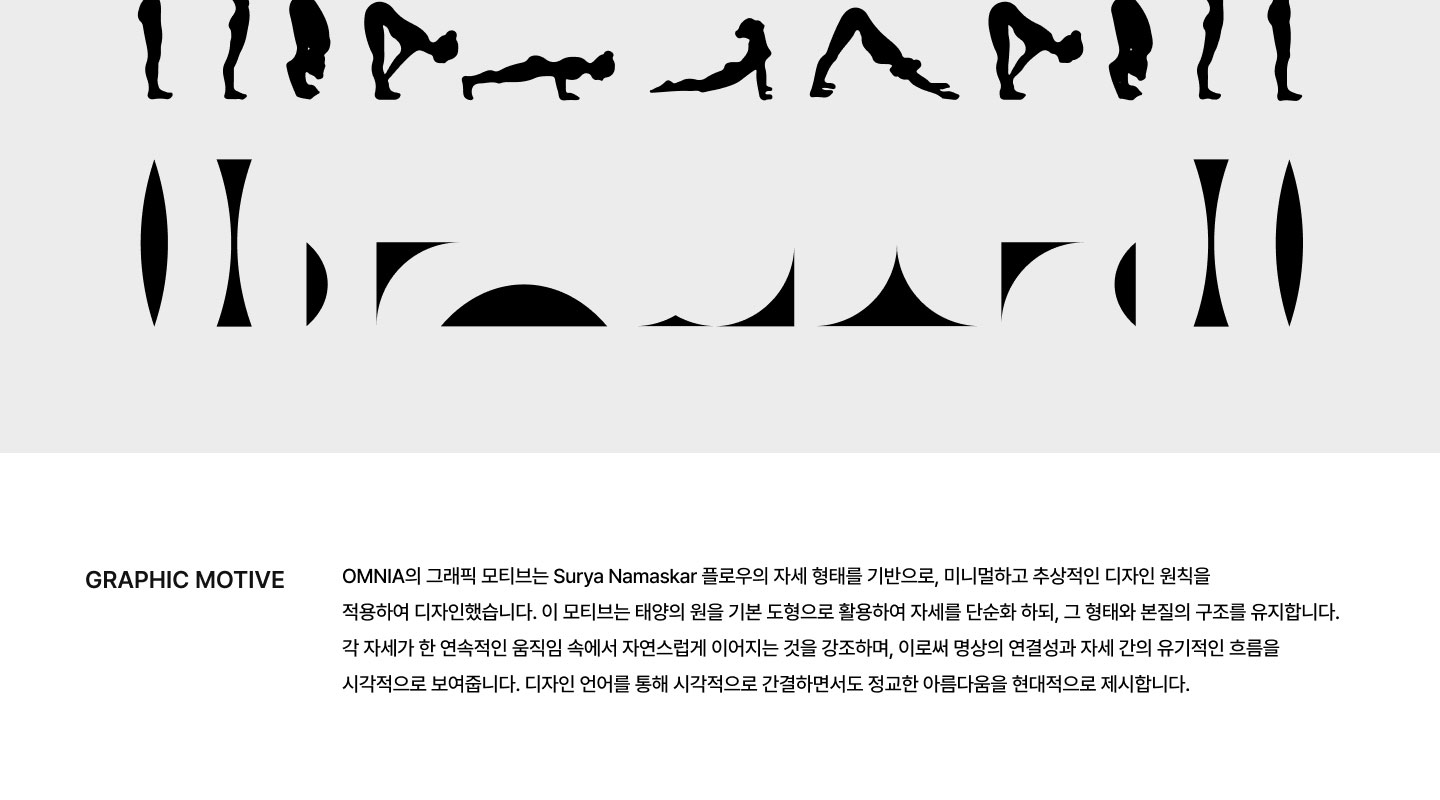 GRAPHIC MOTIVE
OMNIA의 그래픽 모티브는 Surya Namaskar 플로우의 자세 형태를 기반으로, 미니멀하고 추상적인 디자인 원칙을
적용하여 디자인했습니다. 이 모티브는 태양의 원을 기본 도형으로 활용하여 자세를 단순화 하되, 그 형태와 본질의 구조를 유지합니다.
각 자세가 한 연속적인 움직임 속에서 자연스럽게 이어지는 것을 강조하며, 이로써 명상의 연결성과 자세 간의 유기적인 흐름을
시각적으로 보여줍니다. 디자인 언어를 통해 시각적으로 간결하면서도 정교한 아름다움을 현대적으로 제시합니다.